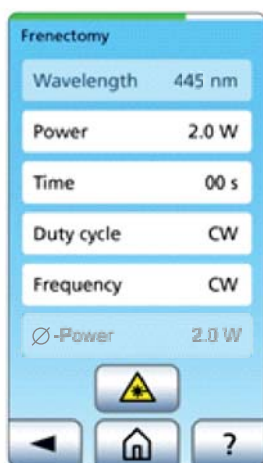 Frenectomy
Wavelength 445 nm
Power 2.0 W
Time 00 s
Duty cycle CW
Frequency CW
∅-Power 2.0 W
?